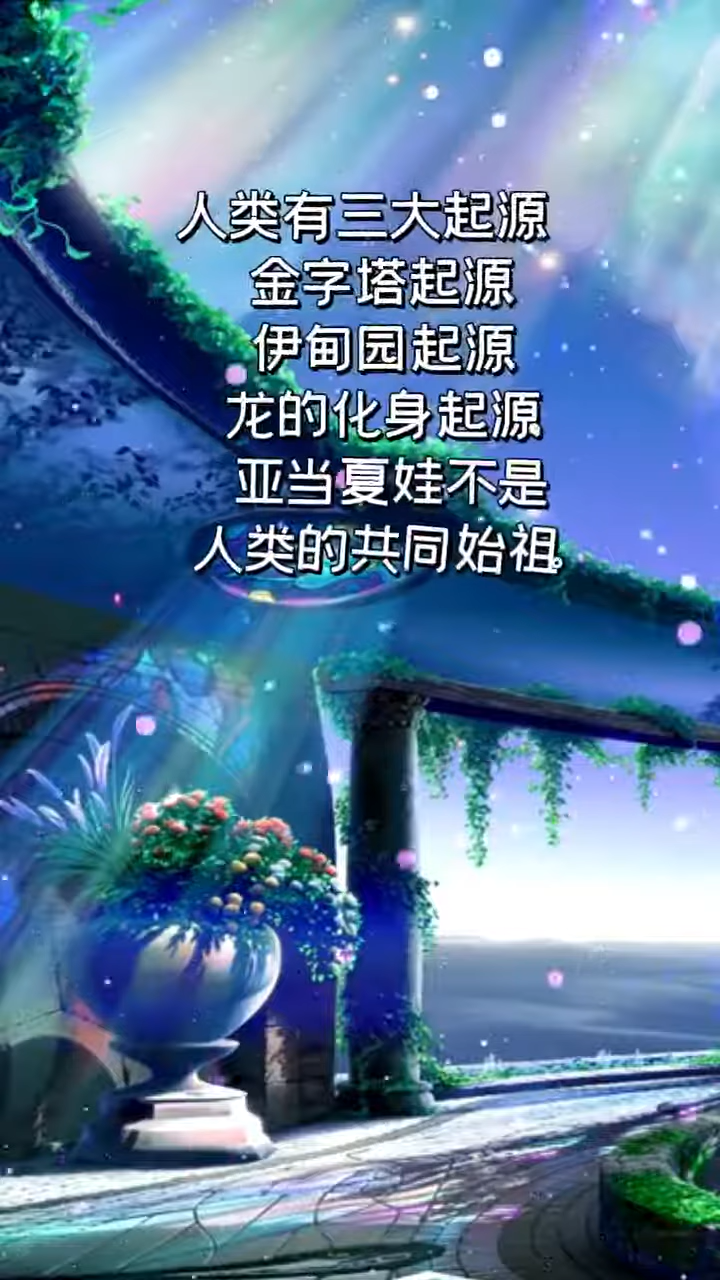 人类有三大起源
金字塔起源
伊甸园起源
龙的化身起源
亚当夏娃不是
人类的共同始祖。